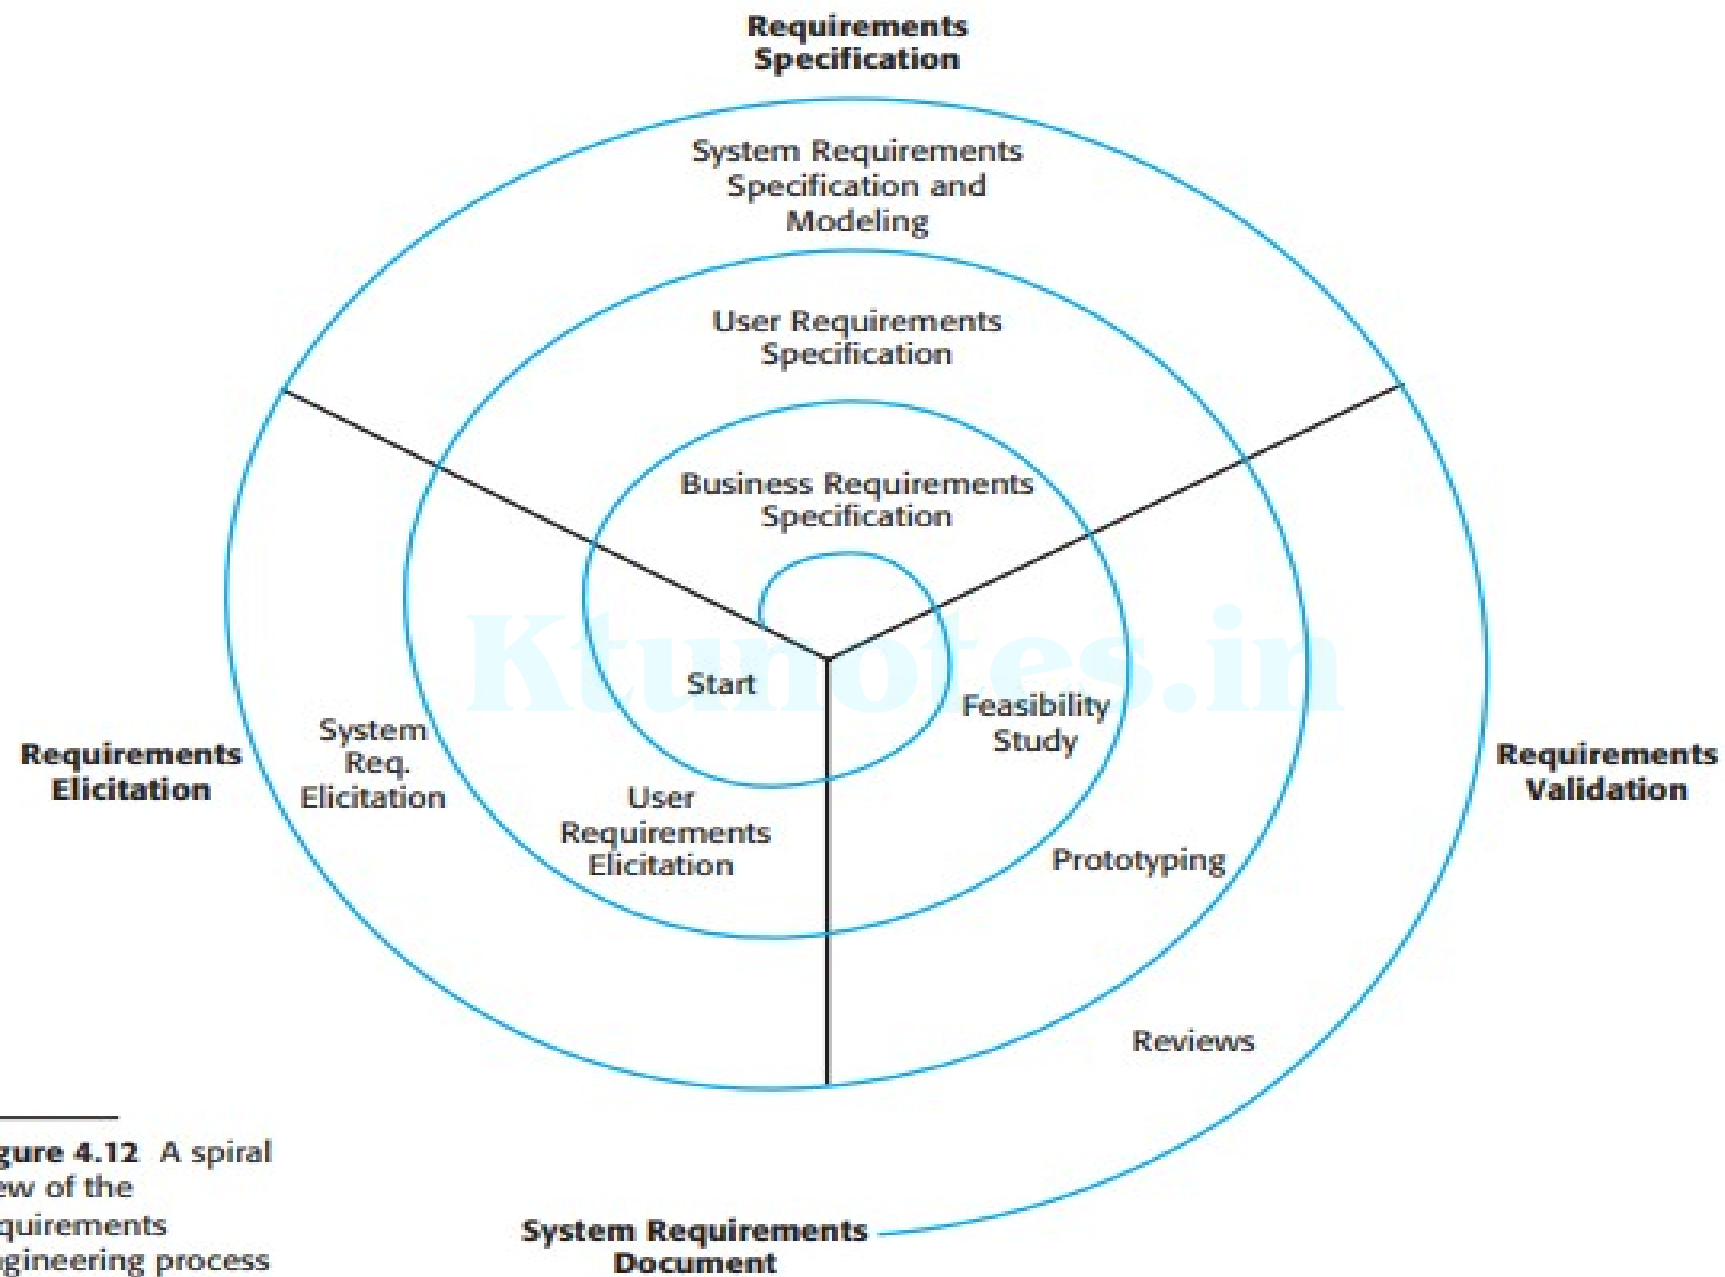 Requirements
Specification
System Requirements
Specification and
Modeling
User Requirements
Specification
Business Requirements
Specification
Ktunotes.in
Start
Feasibility
Study
System
Req.
Elicitation
Requirements
Elicitation
Requirements
Validation
User
Requirements
Elicitation
Prototyping
Reviews
gure 4.12 A spiral
ew of the
quirements
gineering process
System Requirements
Document